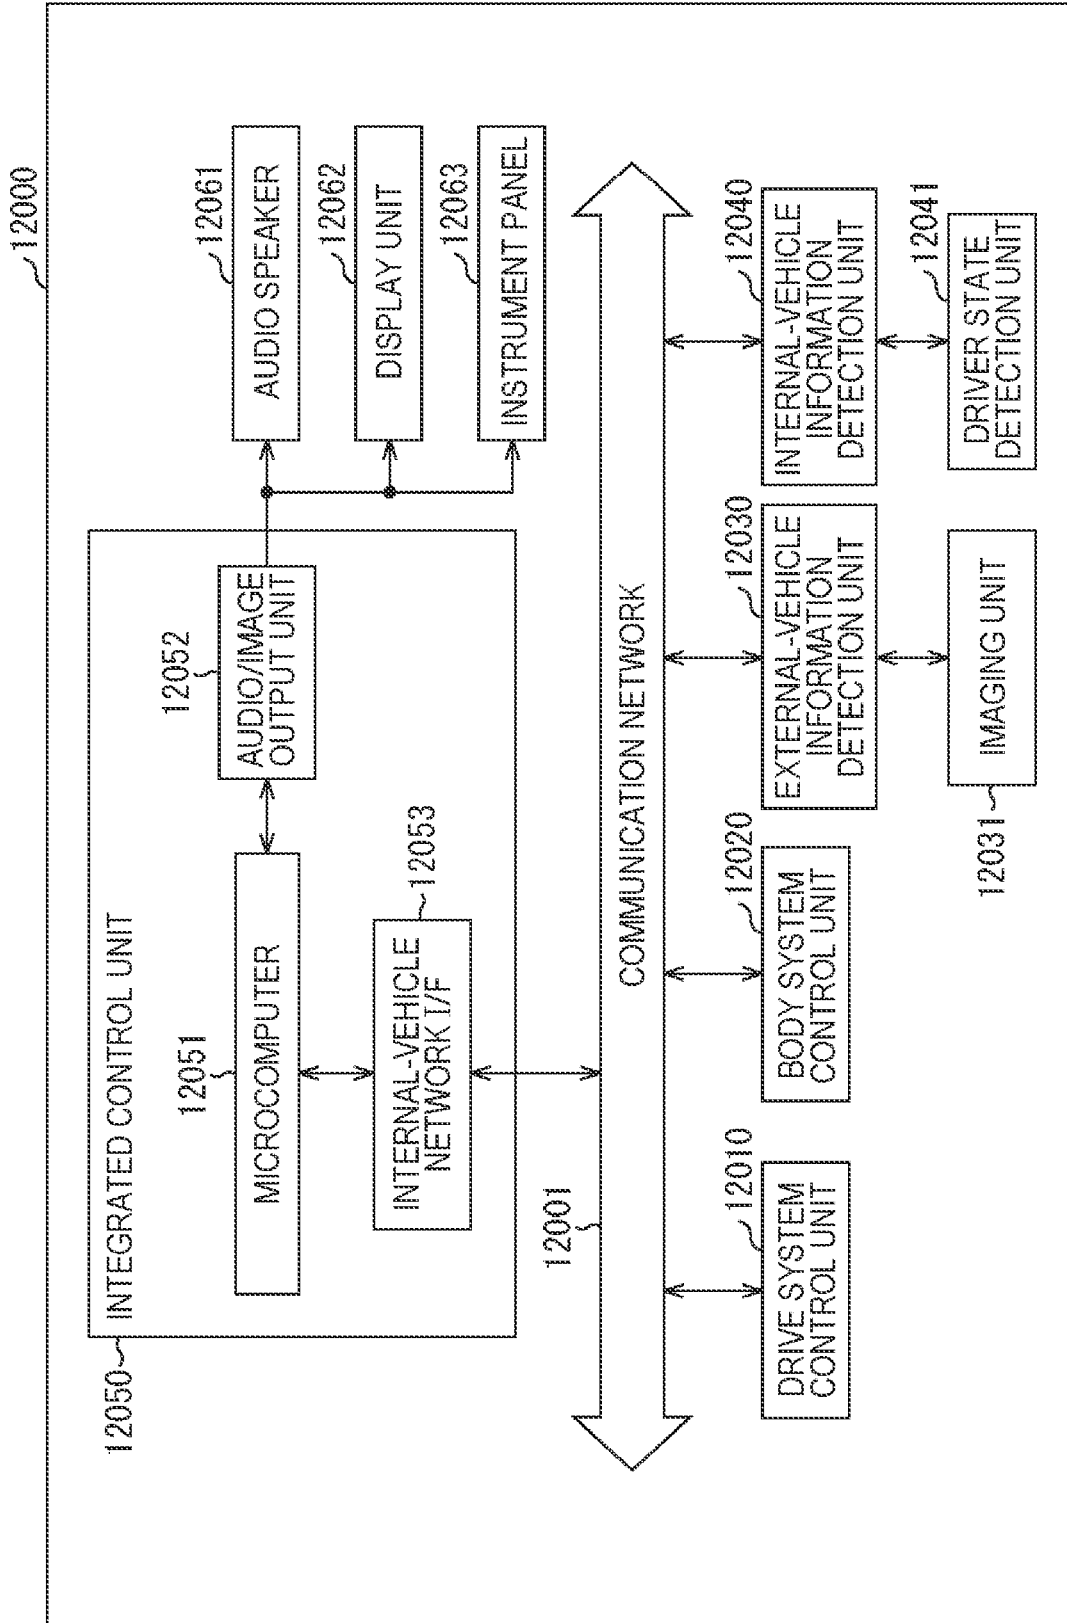 12000
12050
INTEGRATED CONTROL UNIT
12051
MICROCOMPUTER
12052
AUDIO/IMAGE
OUTPUT UNIT
12053
INTERNAL-VEHICLE
NETWORK I/F
12061
AUDIO SPEAKER
12062
DISPLAY UNIT
12063
INSTRUMENT PANEL
12001
COMMUNICATION NETWORK
12010
DRIVE SYSTEM
CONTROL UNIT
12020
BODY SYSTEM
CONTROL UNIT
12030
EXTERNAL-VEHICLE
INFORMATION
DETECTION UNIT
12040
INTERNAL-VEHICLE
INFORMATION
DETECTION UNIT
12031
IMAGING UNIT
12041
DRIVER STATE
DETECTION UNIT